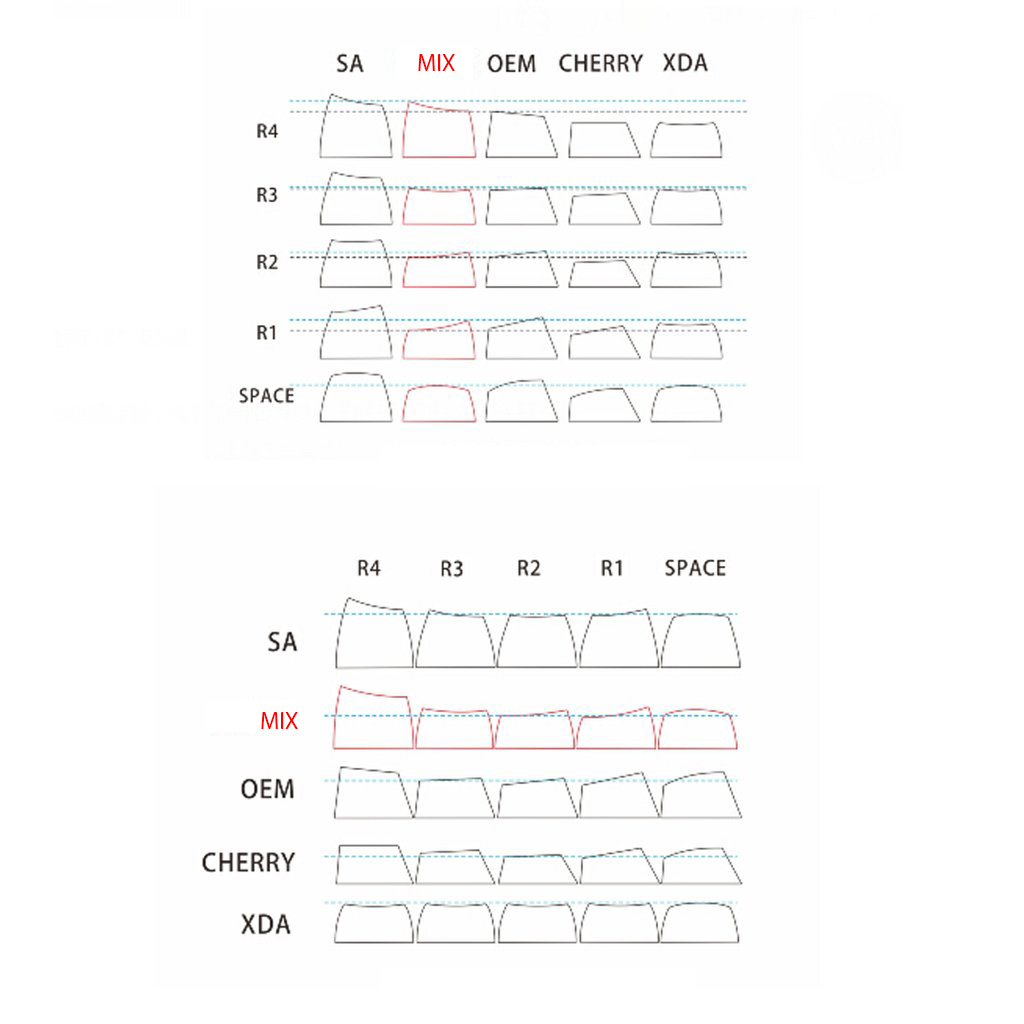 SA MIX OEM CHERRY XDA
R4
R3
R2
R1
SPACE
R4 R3 R2 R1 SPACE
SA
MIX
OEM
CHERRY
XDA